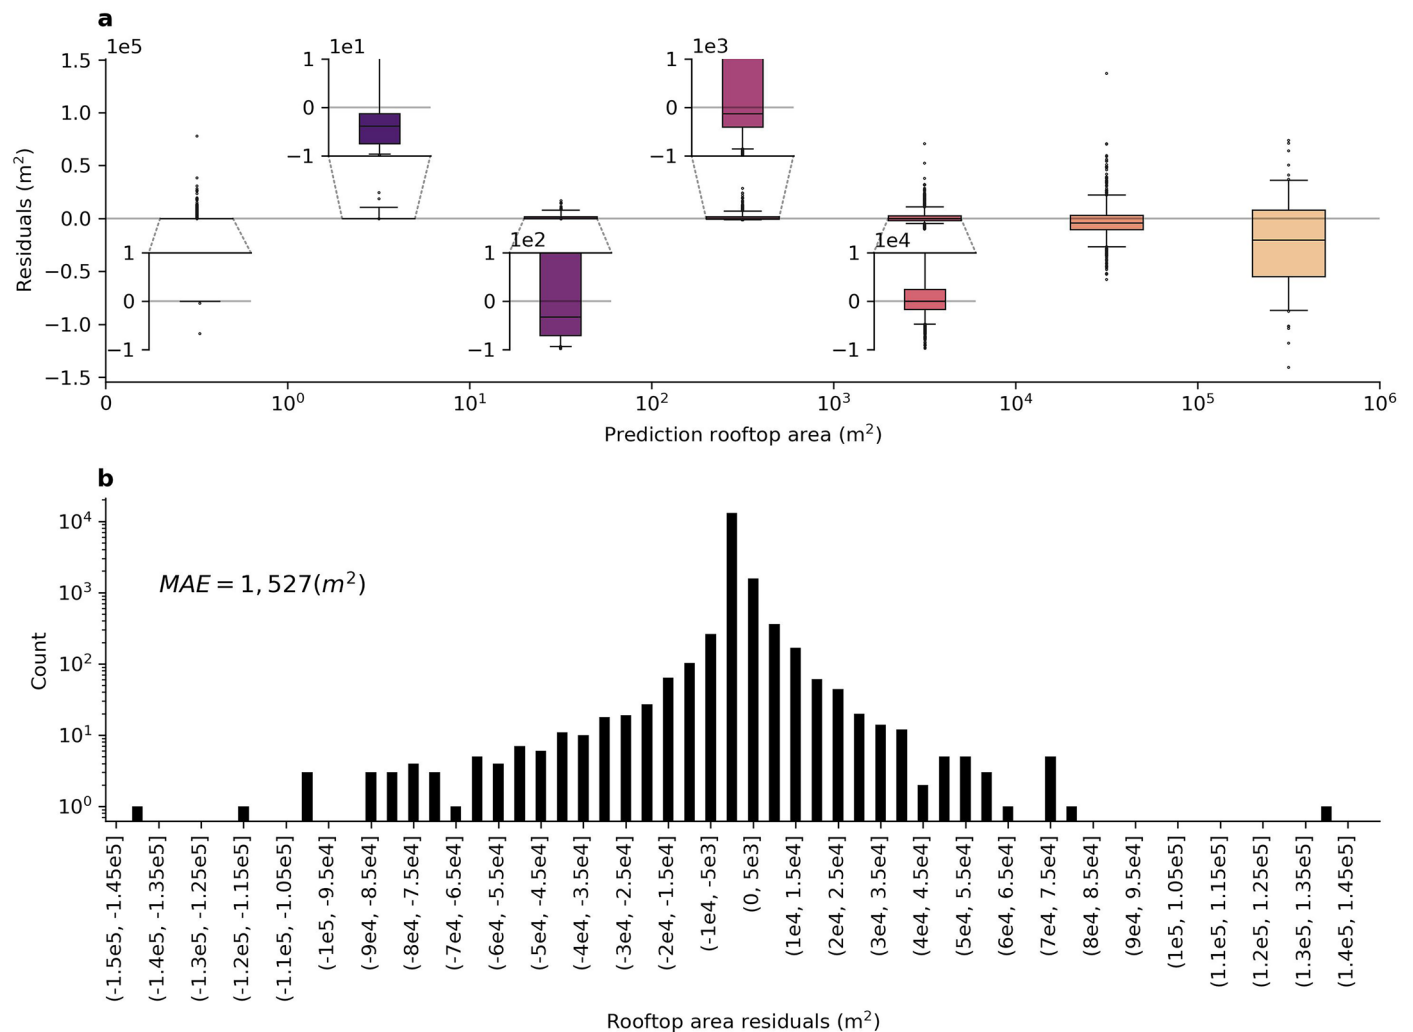 a
1e5
1.5
1.0
0.5
0.0
−0.5
−1.0
−1.5
Residuals (m²)
1e1
1
0
−1
1e3
1
0
−1
1
0
−1
1e2
1
0
−1
1e4
1
0
−1
0
10⁰
10¹
10²
10³
10⁴
10⁵
10⁶
Prediction rooftop area (m²)
b
10⁴
10³
10²
10¹
10⁰
Count
MAE = 1, 527(m²)
(-1.5e5, -1.45e5]
(-1.4e5, -1.35e5]
(-1.3e5, -1.25e5]
(-1.2e5, -1.15e5]
(-1.1e5, -1.05e5]
(-1e5, -9.5e4]
(-9e4, -8.5e4]
(-8e4, -7.5e4]
(-7e4, -6.5e4]
(-6e4, -5.5e4]
(-5e4, -4.5e4]
(-4e4, -3.5e4]
(-3e4, -2.5e4]
(-2e4, -1.5e4]
(-1e4, -5e3]
(0, 5e3]
(1e4, 1.5e4]
(2e4, 2.5e4]
(3e4, 3.5e4]
(4e4, 4.5e4]
(5e4, 5.5e4]
(6e4, 6.5e4]
(7e4, 7.5e4]
(8e4, 8.5e4]
(9e4, 9.5e4]
(1e5, 1.05e5]
(1.1e5, 1.15e5]
(1.2e5, 1.25e5]
(1.3e5, 1.35e5]
(1.4e5, 1.45e5]
Rooftop area residuals (m²)